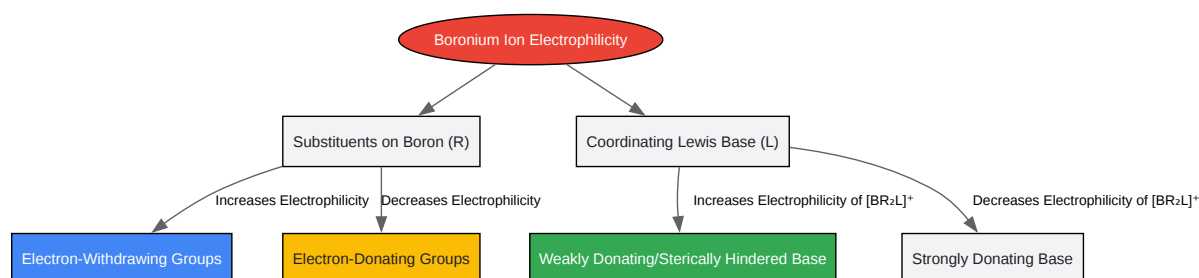 Boronium Ion Electrophilicity
Substituents on Boron (R)
Coordinating Lewis Base (L)
Increases Electrophilicity
Decreases Electrophilicity
Increases Electrophilicity of [BR₂L]⁺
Decreases Electrophilicity of [BR₂L]⁺
Electron-Withdrawing Groups
Electron-Donating Groups
Weakly Donating/Sterically Hindered Base
Strongly Donating Base